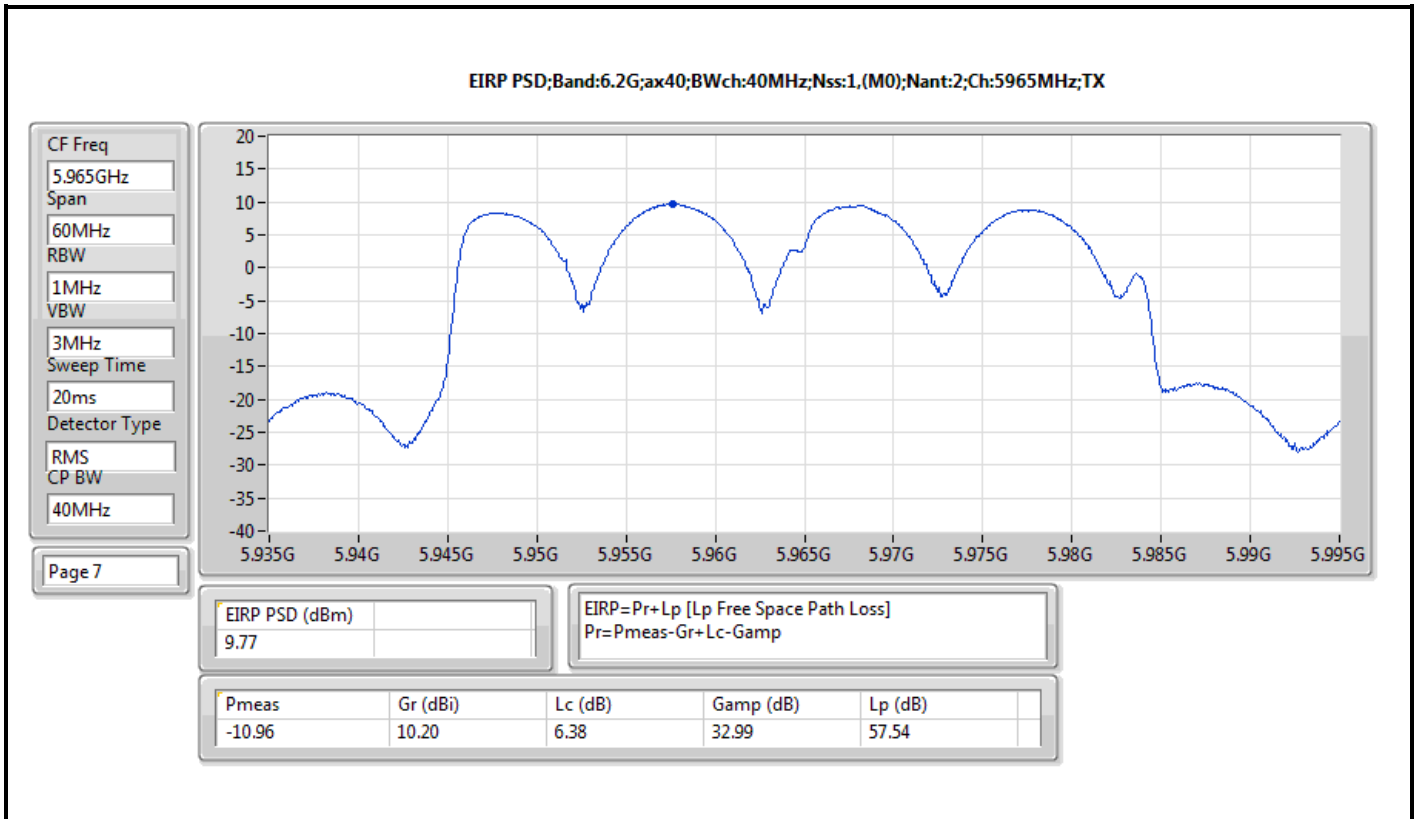 EIRP PSD;Band:6.2G;ax40;BWch:40MHz;Nss:1,(M0);Nant:2;Ch:5965MHz;TX
CF Freq
5.965GHz
Span
60MHz
RBW
1MHz
VBW
3MHz
Sweep Time
20ms
Detector Type
RMS
CP BW
40MHz
Page 7
20
15
10
5
0
-5
-10
-15
-20
-25
-30
-35
-40
5.935G 5.94G 5.945G 5.95G 5.955G 5.96G 5.965G 5.97G 5.975G 5.98G 5.985G 5.99G 5.995G
EIRP PSD (dBm)
9.77
EIRP=Pr+Lp [Lp Free Space Path Loss]
Pr=Pmeas-Gr+Lc-Gamp
Pmeas Gr (dBi) Lc (dB) Gamp (dB) Lp (dB)
-10.96 10.20 6.38 32.99 57.54